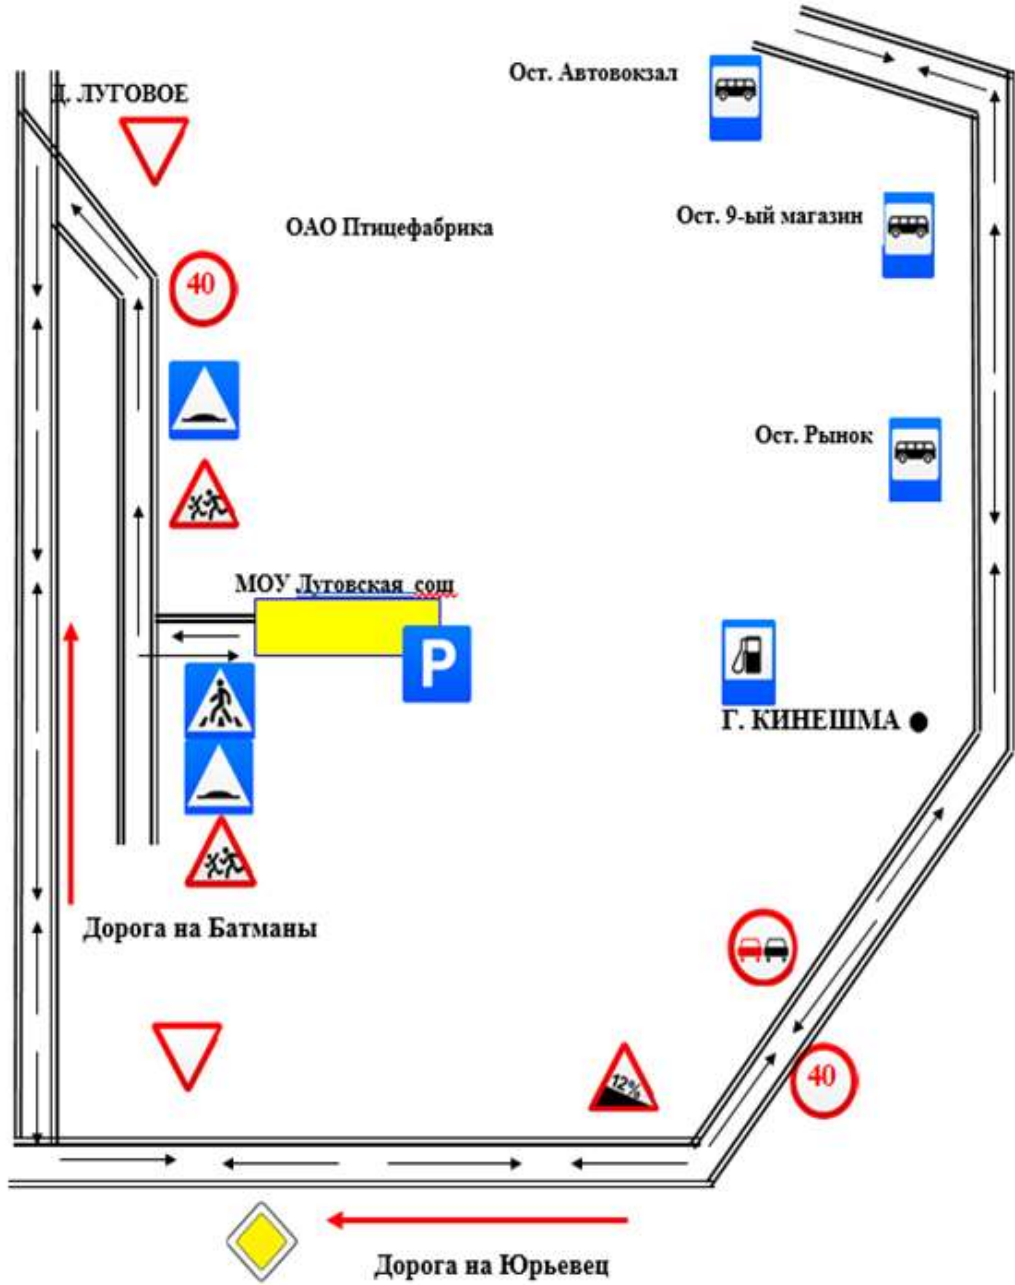 Ост. Автовокзал
Д. ЛУГОВОЕ
Ост. 9-ый магазин
ОАО Птицефабрика
40
Ост. Рынок
МОУ Луговская сош
P
Г. КИНЕШМА
Дорога на Батманы
12%
40
Дорога на Юрьевец